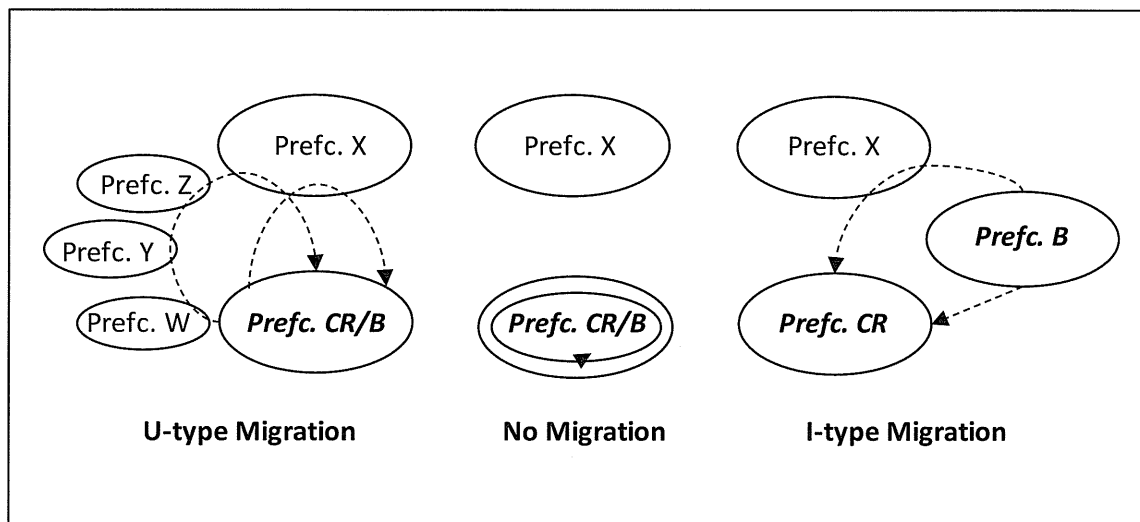 Prefc. X
Prefc. Z
Prefc. Y
Prefc. W
Prefc. CR/B
U-type Migration
Prefc. X
Prefc. CR/B
No Migration
Prefc. X
Prefc. B
Prefc. CR
I-type Migration